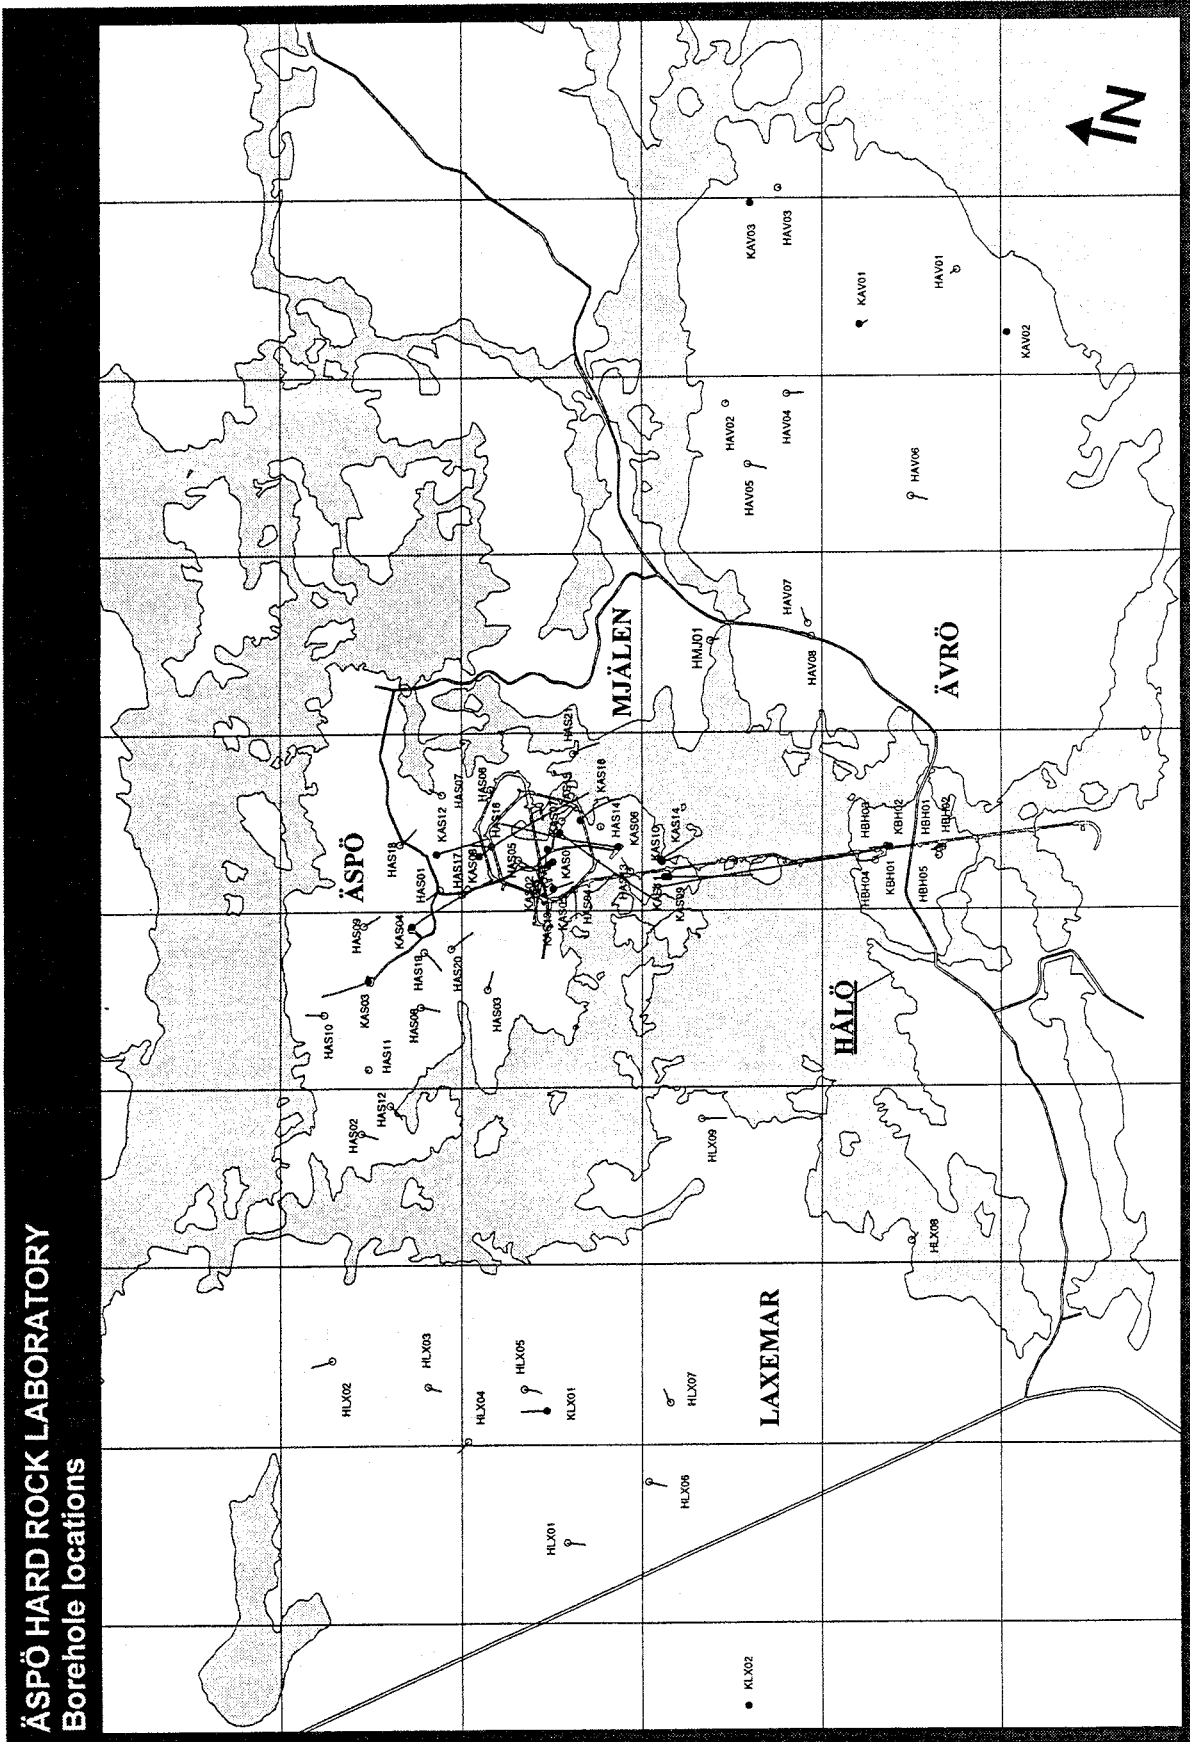 ÄSPÖ HARD ROCK LABORATORY
Borehole locations
N
KAV03
HAV03
KAV01
HAV01
KAV02
HAV02
HAV04
HAV05
HAV06
HAV07
HAV08
HMJ01
MJÄLEN
ÄVRÖ
ÄSPÖ
HAS21
HAS07
HAS06
KAS12
HAS16
KAS16
HAS18
HAS14
KAS06
KAS10
KAS14
HAS17
KAS08
HAS05
HAS01
KAS02
KAS09
HBH03
KBH02
HBH01
HBH02
HBH04
KBH01
HBH05
HAS09
KAS04
HAS19
HAS20
KAS03
HAS08
HAS03
HAS10
HAS11
HAS12
HAS02
HÅLÖ
HLX09
HLX08
LAXEMAR
HLX02
HLX03
HLX04
HLX05
KLX01
HLX07
HLX06
HLX01
KLX02